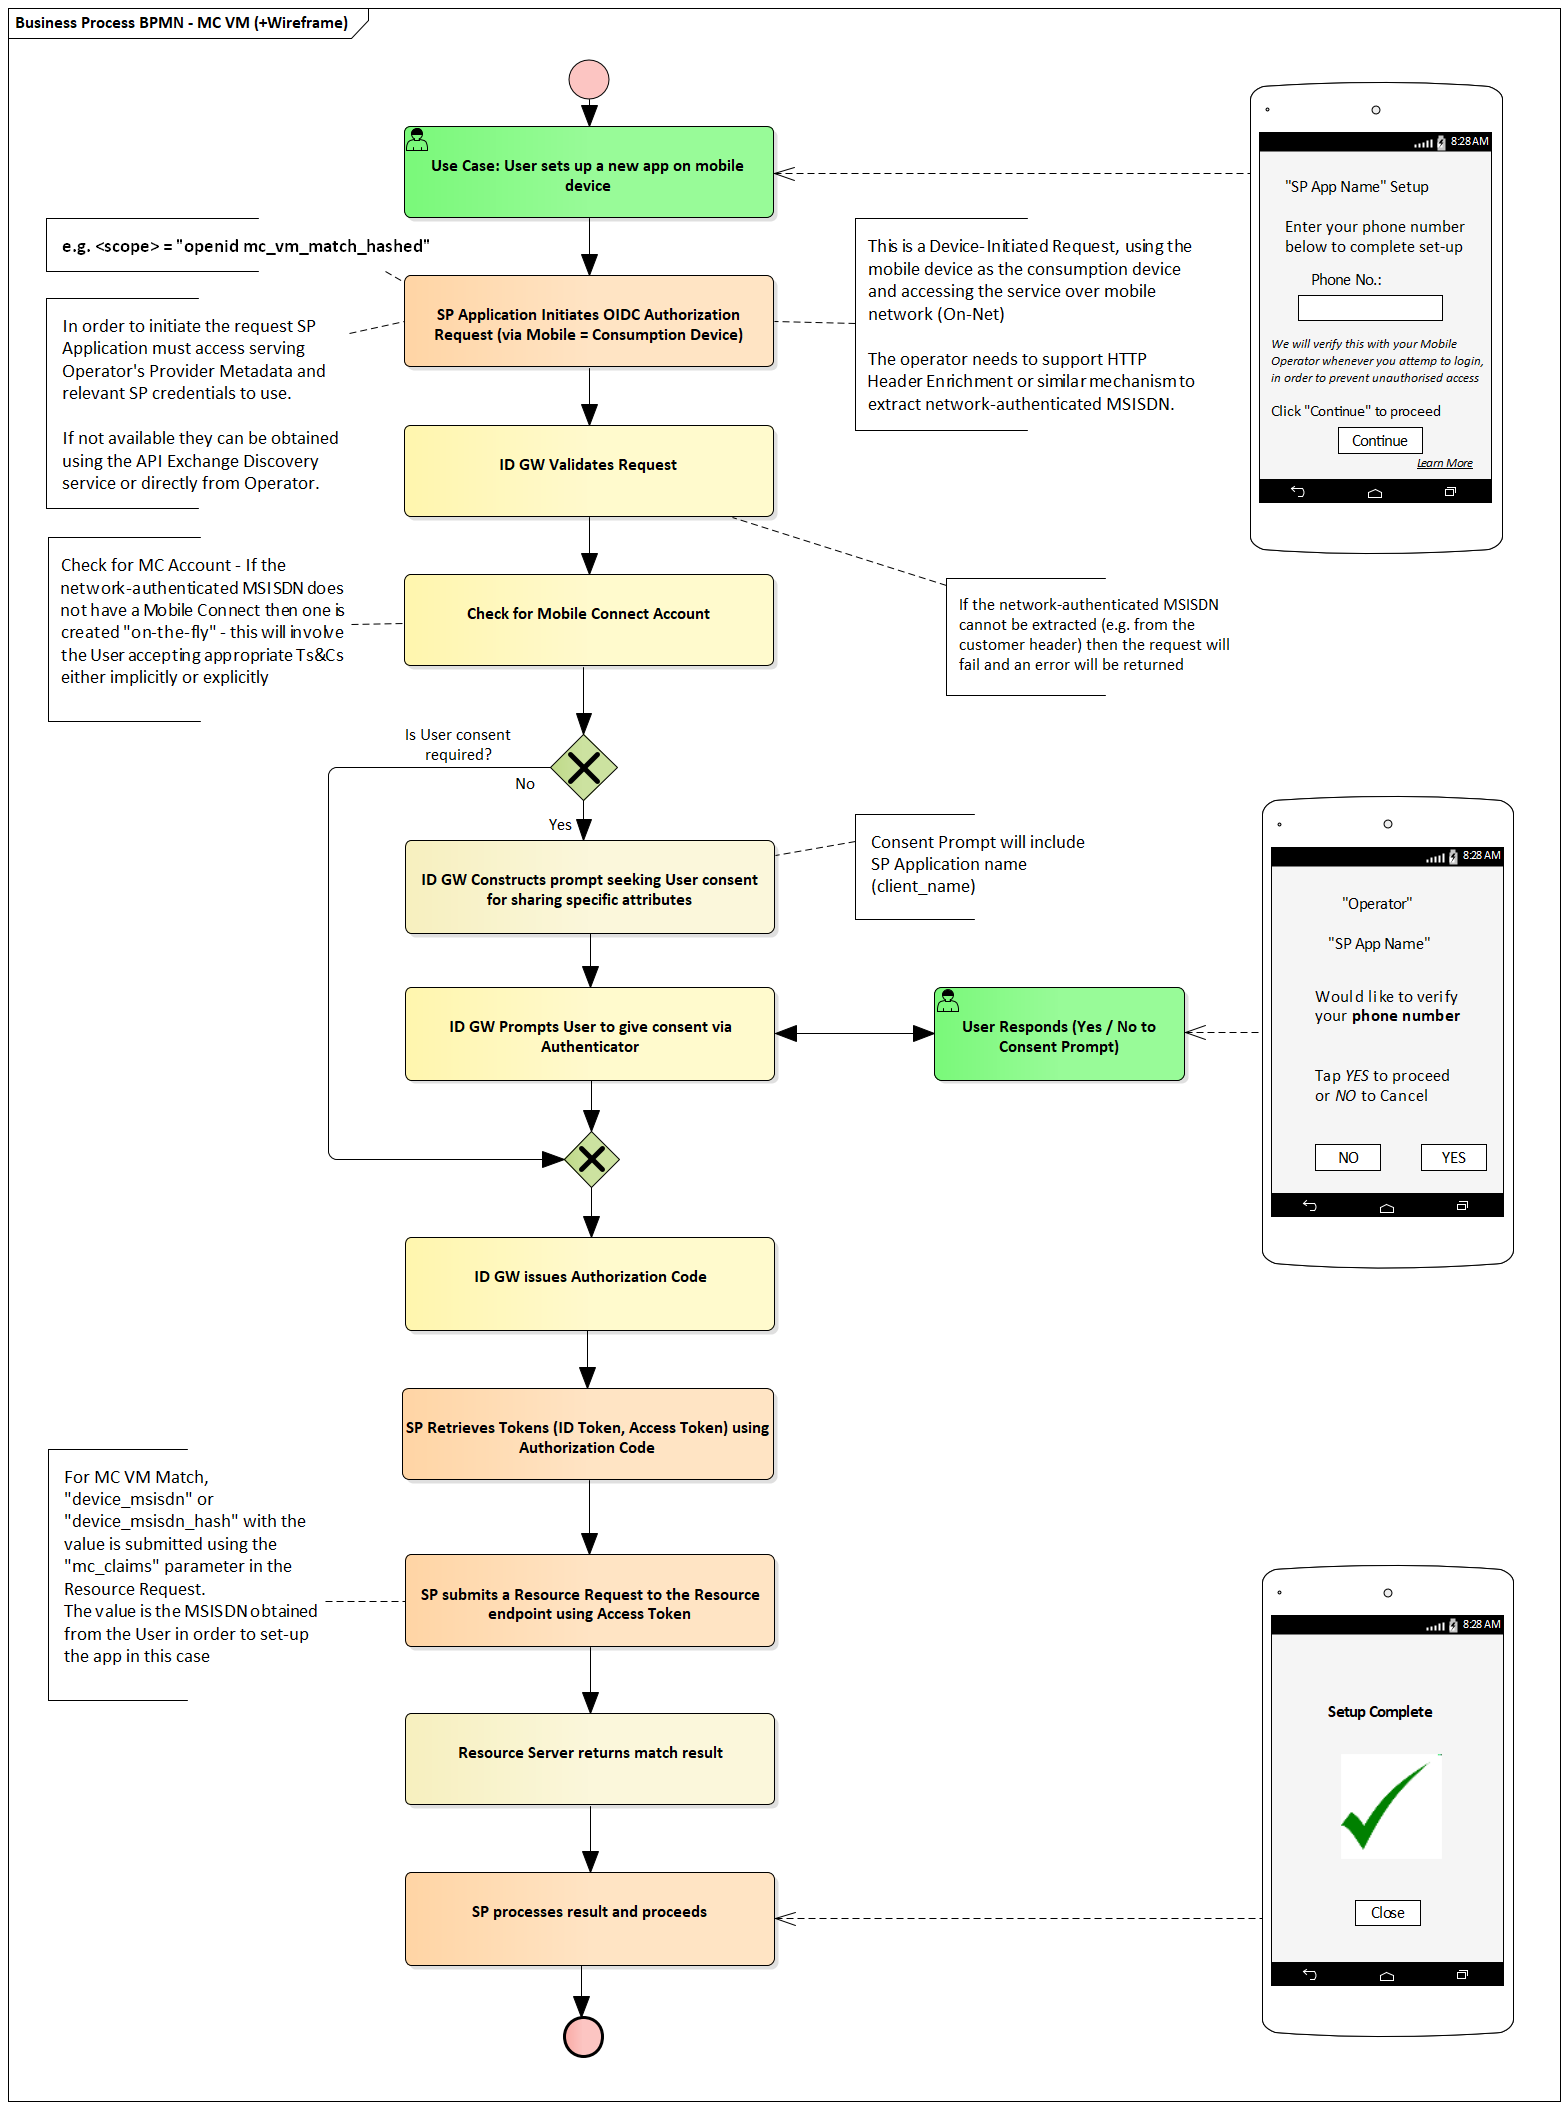 Business Process BPMN - MC VM (+Wireframe)
Use Case: User sets up a new app on mobile
device
8:28AM
"SP App Name" Setup
Enter your phone number
below to complete set-up
Phone No.:
We will verify this with your Mobile
Operator whenever you attemp to login,
in order to prevent unauthorised access
Click "Continue" to proceed
Continue
Learn More
e.g. <scope> = "openid mc_vm_match_hashed"
SP Application Initiates OIDC Authorization
Request (via Mobile = Consumption Device)
In order to initiate the request SP
Application must access serving
Operator's Provider Metadata and
relevant SP credentials to use.
If not available they can be obtained
using the API Exchange Discovery
service or directly from Operator.
This is a Device-Initiated Request, using the
mobile device as the consumption device
and accessing the service over mobile
network (On-Net)
The operator needs to support HTTP
Header Enrichment or similar mechanism to
extract network-authenticated MSISDN.
ID GW Validates Request
If the network-authenticated MSISDN
cannot be extracted (e.g. from the
customer header) then the request will
fail and an error will be returned
Check for MC Account - If the
network-authenticated MSISDN does
not have a Mobile Connect then one is
created "on-the-fly" - this will involve
the User accepting appropriate Ts&Cs
either implicitly or explicitly
Check for Mobile Connect Account
Is User consent
required?
No
Yes
ID GW Constructs prompt seeking User consent
for sharing specific attributes
Consent Prompt will include
SP Application name
(client_name)
ID GW Prompts User to give consent via
Authenticator
User Responds (Yes / No to
Consent Prompt)
8:28 AM
"Operator"
"SP App Name"
Would like to verify
your phone number
Tap YES to proceed
or NO to Cancel
NO
YES
ID GW issues Authorization Code
SP Retrieves Tokens (ID Token, Access Token) using
Authorization Code
For MC VM Match,
"device_msisdn" or
"device_msisdn_hash" with the
value is submitted using the
"mc_claims" parameter in the
Resource Request.
The value is the MSISDN obtained
from the User in order to set-up
the app in this case
SP submits a Resource Request to the Resource
endpoint using Access Token
Resource Server returns match result
SP processes result and proceeds
8:28 AM
Setup Complete
Close